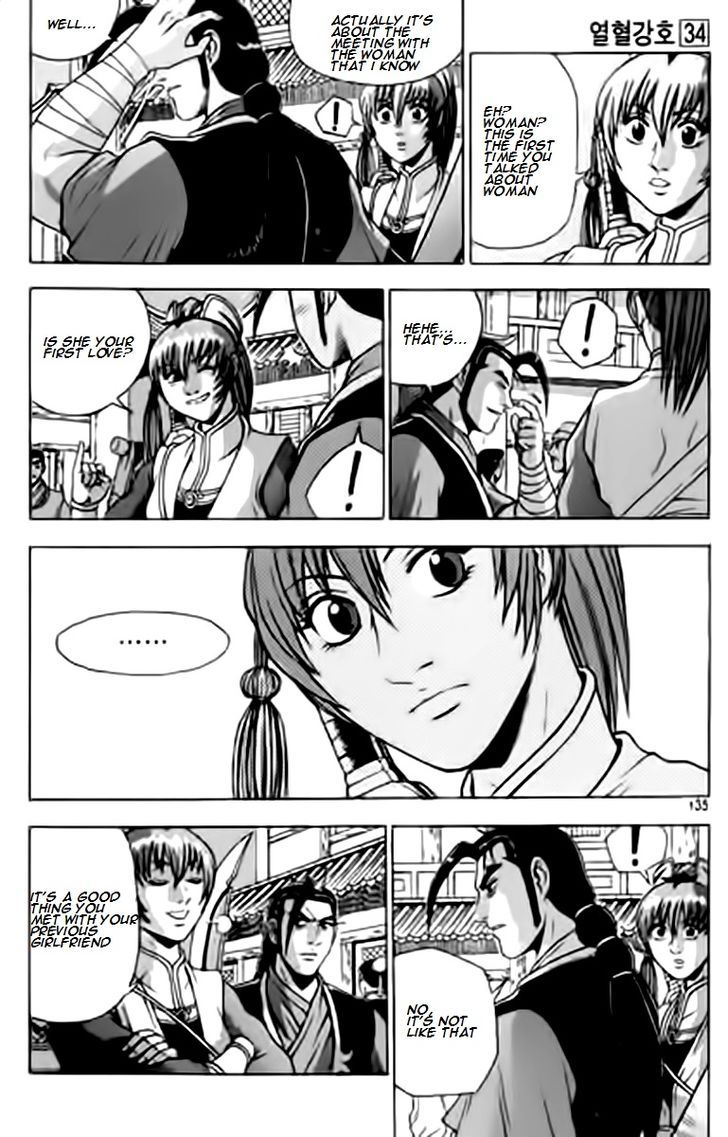 열혈강호 34
WELL...
ACTUALLY IT'S
ABOUT THE
MEETING WITH
THE WOMAN
THAT I KNOW
!
EH?
WOMAN?
THIS IS
THE FIRST
TIME YOU
TALKED
ABOUT
WOMAN
IS SHE YOUR
FIRST LOVE?
!
HEHE...
THAT'S...
!
......
135
IT'S A GOOD
THING YOU
MET WITH YOUR
PREVIOUS
GIRLFRIEND
!
NO,
IT'S NOT
LIKE THAT